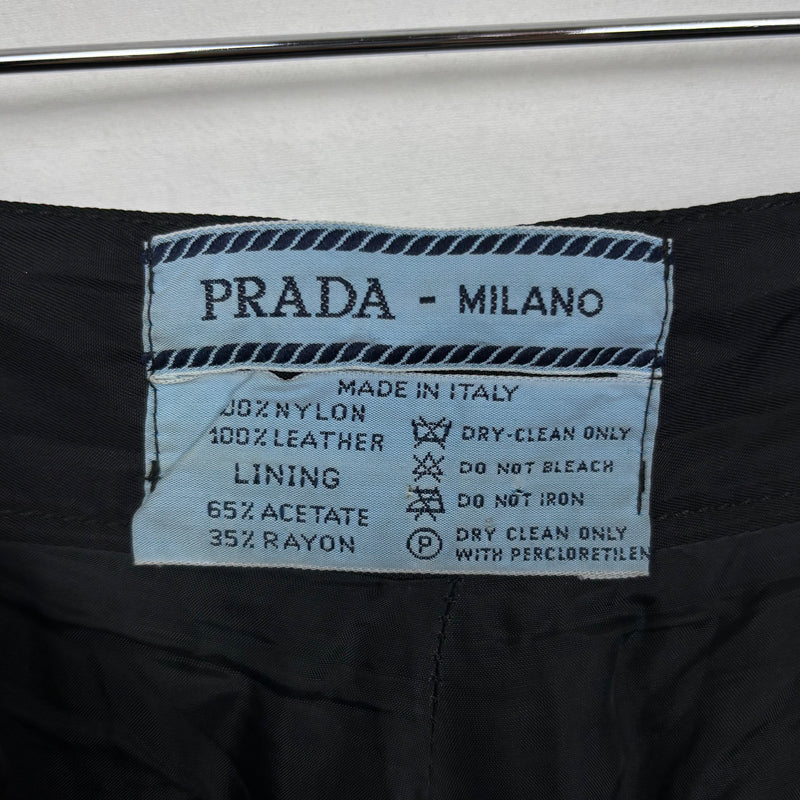 PRADA - MILANO
MADE IN ITALY
00% NYLON
100% LEATHER
LINING
65% ACETATE
35% RAYON
DRY-CLEAN ONLY
DO NOT BLEACH
DO NOT IRON
P
DRY CLEAN ONLY
WITH PERCLORETILEN